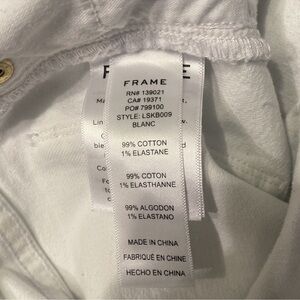 FRAME
RN# 139021
CA# 19371
PO# 799100
STYLE: LSKB009
BLANC
99% COTTON
1% ELASTANE
99% COTON
1% ELASTHANNE
99% ALGODON
1% ELASTANO
MADE IN CHINA
FABRIQUÉ EN CHINE
HECHO EN CHINA